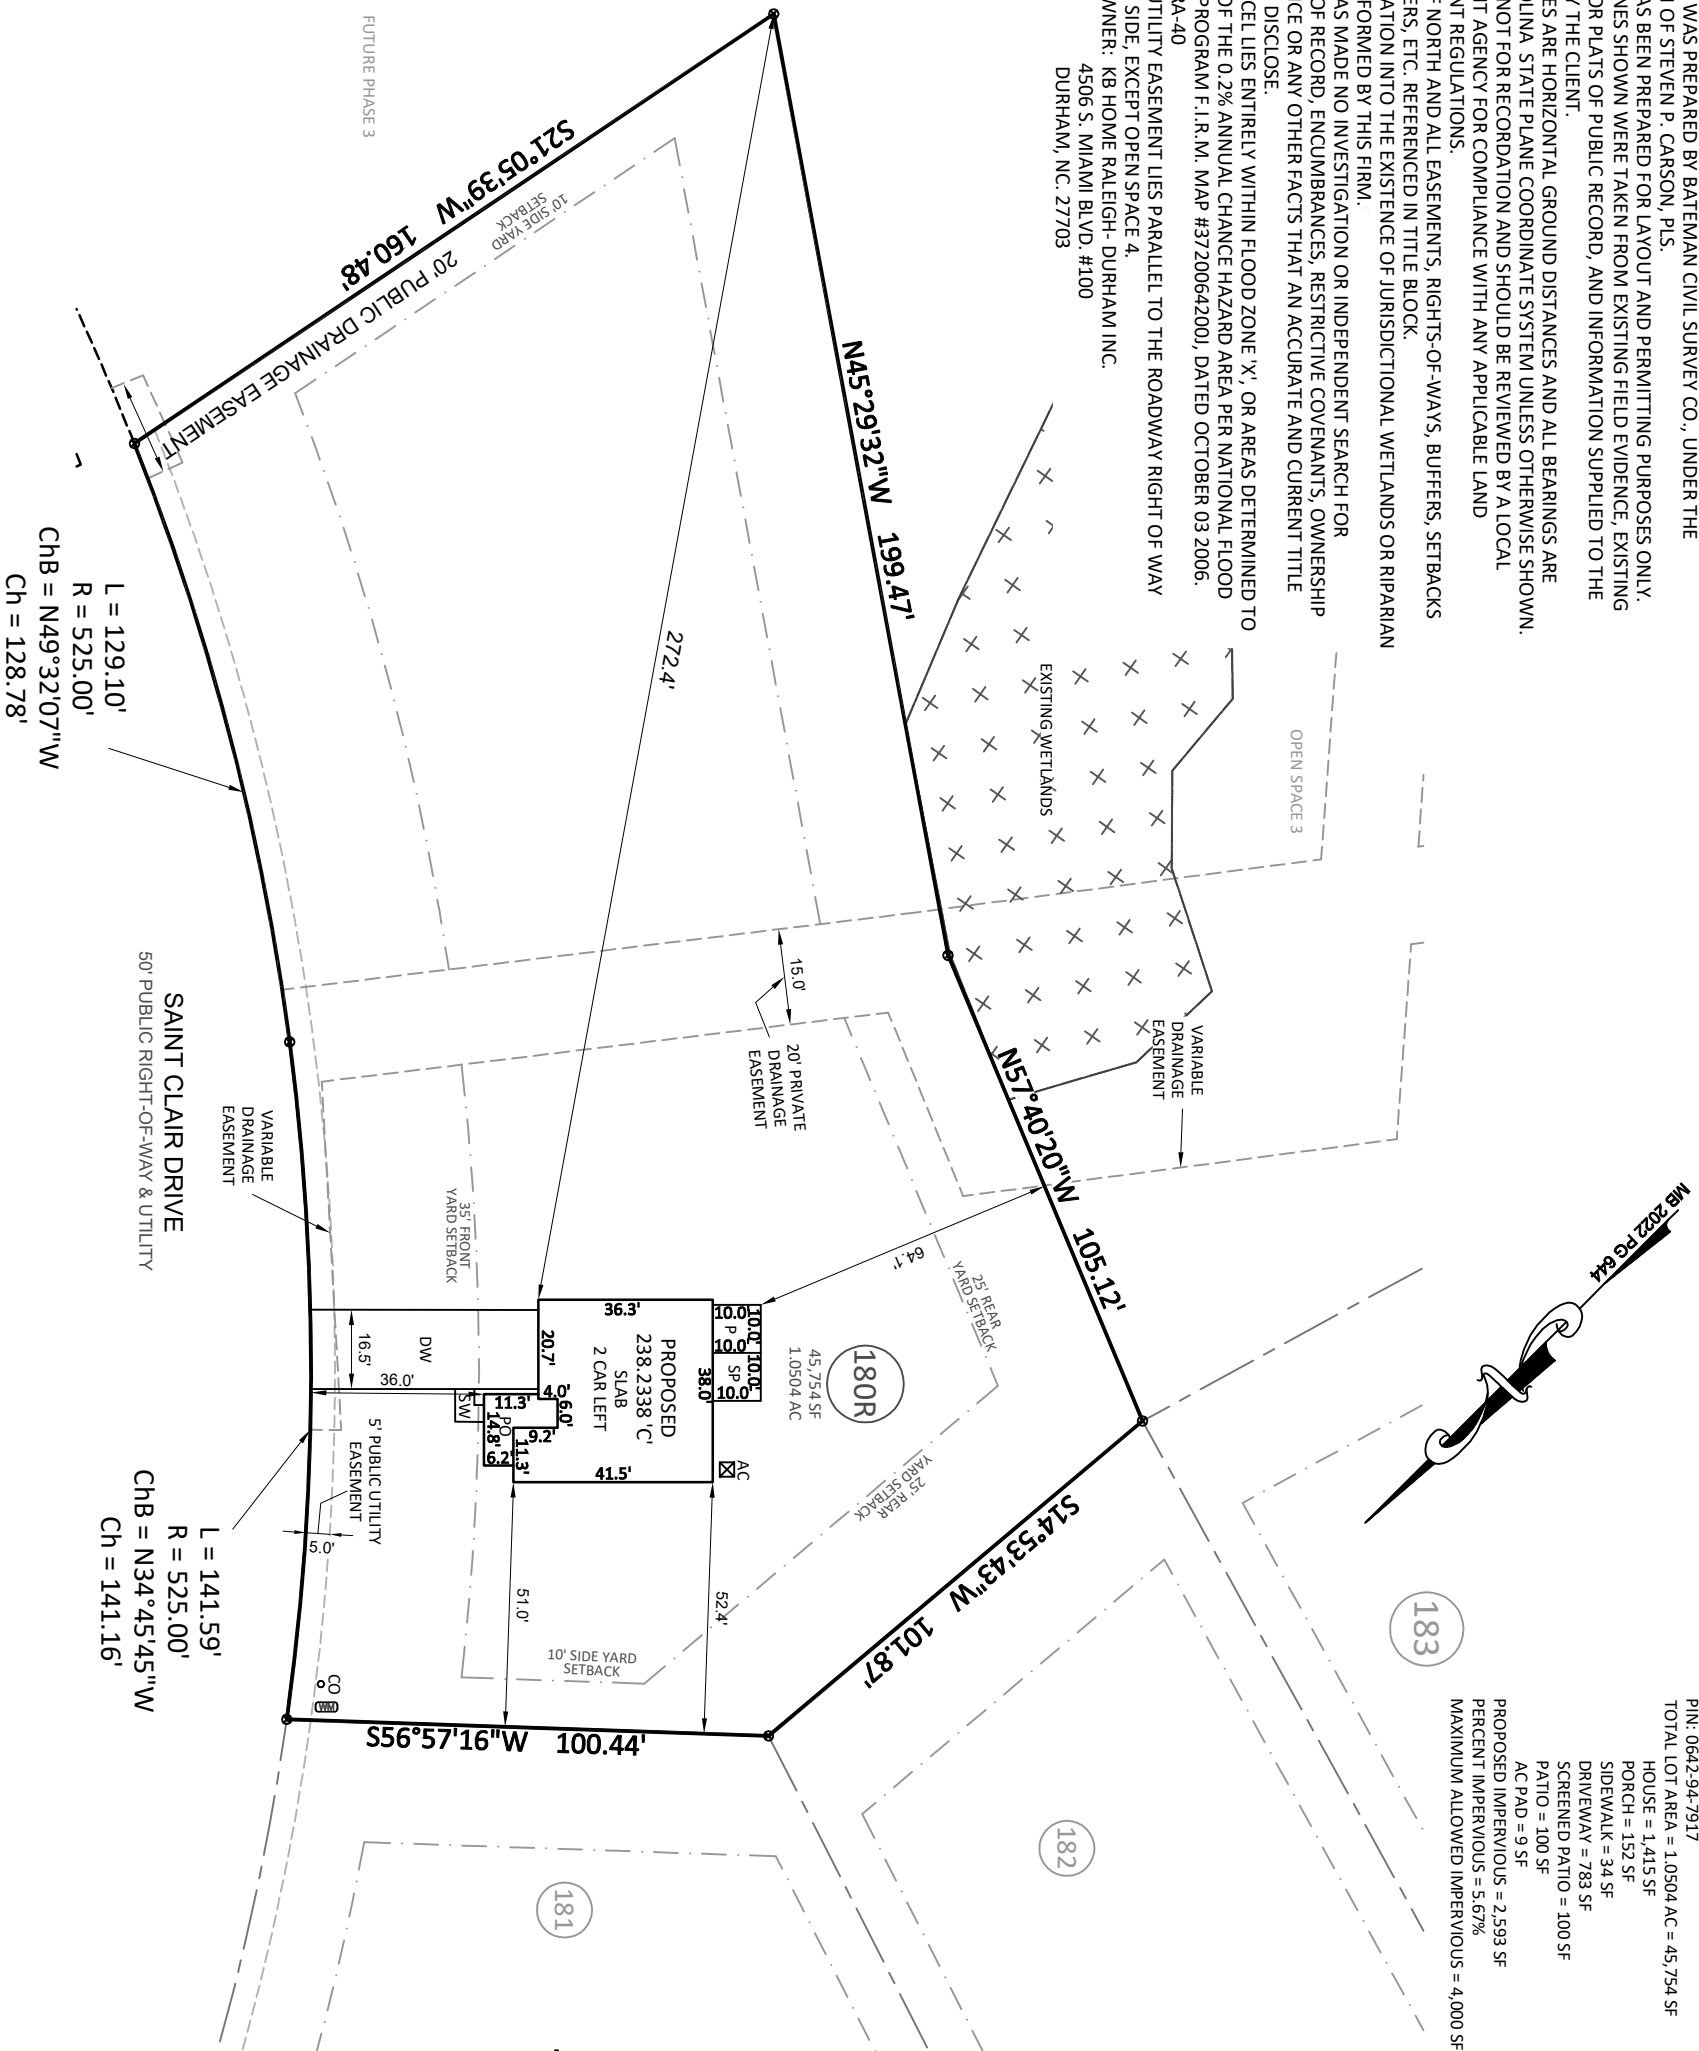 WAS PREPARED BY BATEMAN CIVIL SURVEY CO., UNDER THE
OF STEVEN P. CARSON, PLS.
AS BEEN PREPARED FOR LAYOUT AND PERMITTING PURPOSES ONLY.
NES SHOWN WERE TAKEN FROM EXISTING FIELD EVIDENCE, EXISTING
OR PLATS OF PUBLIC RECORD, AND INFORMATION SUPPLIED TO THE
Y THE CLIENT.
ES ARE HORIZONTAL GROUND DISTANCES AND ALL BEARINGS ARE
OLINA STATE PLANE COORDINATE SYSTEM UNLESS OTHERWISE SHOWN.
NOT FOR RECORDATION AND SHOULD BE REVIEWED BY A LOCAL
T AGENCY FOR COMPLIANCE WITH ANY APPLICABLE LAND
NT REGULATIONS.
F NORTH AND ALL EASEMENTS, RIGHTS-OF-WAYS, BUFFERS, SETBACKS
ERS, ETC. REFERENCED IN TITLE BLOCK.
ATION INTO THE EXISTENCE OF JURISDICTIONAL WETLANDS OR RIPARIAN
FORMED BY THIS FIRM.
AS MADE NO INVESTIGATION OR INDEPENDENT SEARCH FOR
OF RECORD, ENCUMBRANCES, RESTRICTIVE COVENANTS, OWNERSHIP
CE OR ANY OTHER FACTS THAT AN ACCURATE AND CURRENT TITLE
DISCLOSE.
CEL LIES ENTIRELY WITHIN FLOOD ZONE 'X', OR AREAS DETERMINED TO
OF THE 0.2% ANNUAL CHANCE HAZARD AREA PER NATIONAL FLOOD
PROGRAM F.I.R.M. MAP #3720064200J, DATED OCTOBER 03 2006.
RA-40
UTILITY EASEMENT LIES PARALLEL TO THE ROADWAY RIGHT OF WAY
SIDE, EXCEPT OPEN SPACE 4.
WNER: KB HOME RALEIGH- DURHAM INC.
4506 S. MIAMI BLVD. #100
DURHAM, NC. 27703
PIN: 0642-94-7917
TOTAL LOT AREA = 1.0504 AC = 45,754 SF
HOUSE = 1,415 SF
PORCH = 152 SF
SIDEWALK = 34 SF
DRIVEWAY = 783 SF
SCREENED PATIO = 100 SF
PATIO = 100 SF
AC PAD = 9 SF
PROPOSED IMPERVIOUS = 2,593 SF
PERCENT IMPERVIOUS = 5.67%
MAXIMUM ALLOWED IMPERVIOUS = 4,000 SF
MB 2022 PG 644
OPEN SPACE 3
EXISTING WETLANDS
VARIABLE
DRAINAGE
EASEMENT
183
182
181
N45°29'32"W 199.47'
N57°40'20"W 105.12'
S14°53'43"W 101.87'
S56°57'16"W 100.44'
S21°05'39"W 160.48'
FUTURE PHASE 3
10' SIDE YARD
SETBACK
20' PUBLIC DRAINAGE EASEMENT
272.4'
15.0'
20' PRIVATE
DRAINAGE
EASEMENT
64.1'
25' REAR
YARD SETBACK
25' REAR
YARD SETBACK
180R
45,754 SF
1.0504 AC
10.0'
10.0'
P
10.0'
10.0'
SP
10.0'
38.0'
36.3'
PROPOSED
238.2338 'C'
SLAB
2 CAR LEFT
41.5'
20.7'
4.0'
6.0'
11.3'
9.2'
PO
14.8'
11.3'
6.2'
SW
AC
52.4'
51.0'
10' SIDE YARD
SETBACK
35' FRONT
YARD SETBACK
DW
16.5'
36.0'
5' PUBLIC UTILITY
EASEMENT
5.0'
CO
WM
VARIABLE
DRAINAGE
EASEMENT
SAINT CLAIR DRIVE
50' PUBLIC RIGHT-OF-WAY & UTILITY
L = 129.10'
R = 525.00'
ChB = N49°32'07"W
Ch = 128.78'
L = 141.59'
R = 525.00'
ChB = N34°45'45"W
Ch = 141.16'